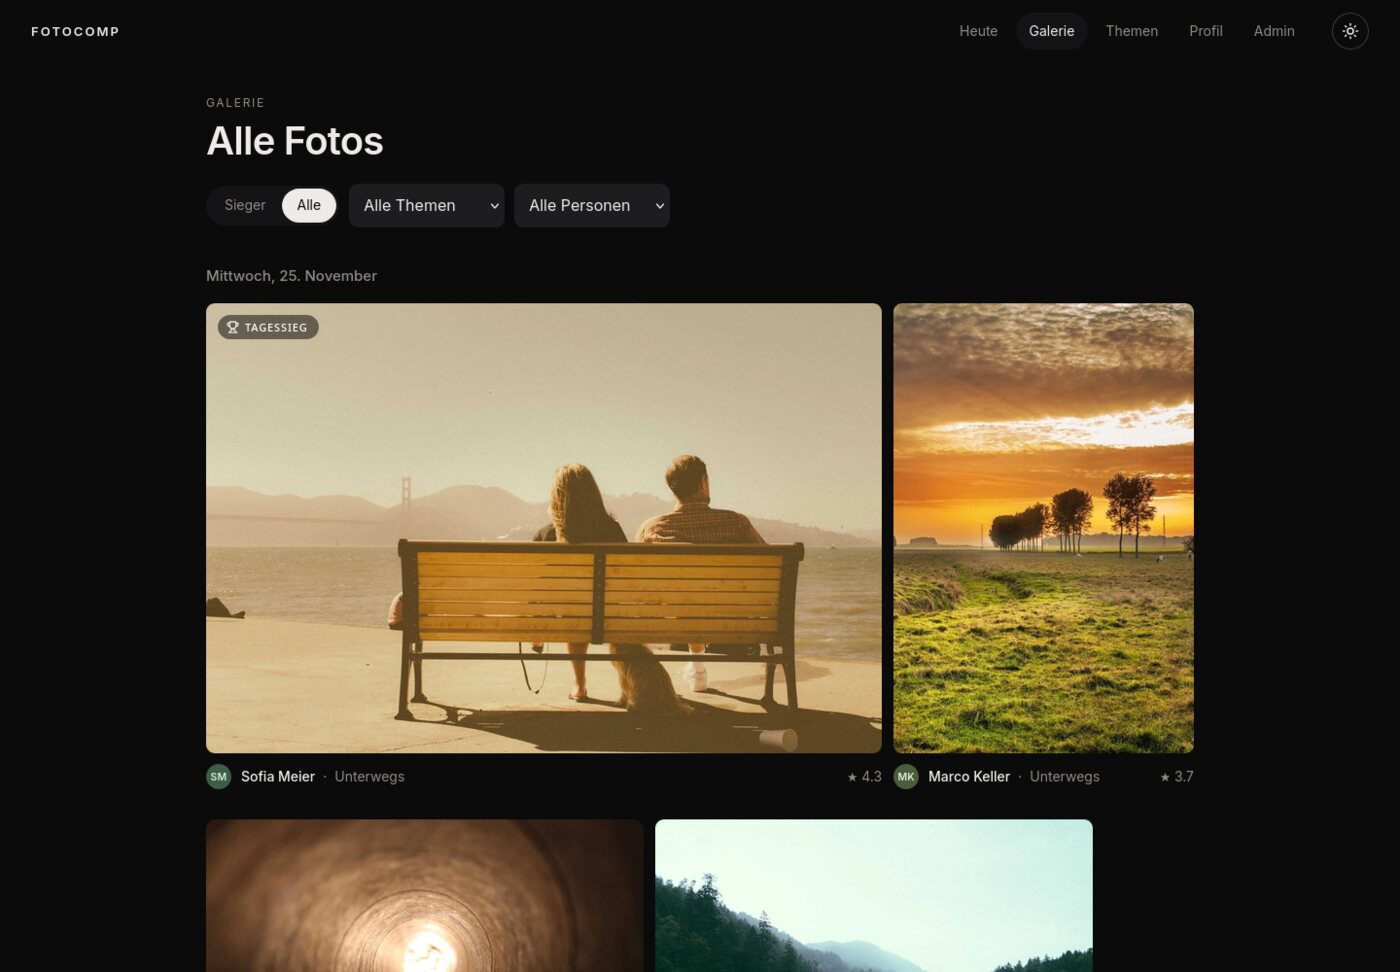 FOTOCOMP
Heute Galerie Themen Profil Admin
GALERIE
Alle Fotos
Sieger Alle Alle Themen Alle Personen
Mittwoch, 25. November
TAGESSIEG
SM Sofia Meier · Unterwegs ★ 4.3
MK Marco Keller · Unterwegs ★ 3.7